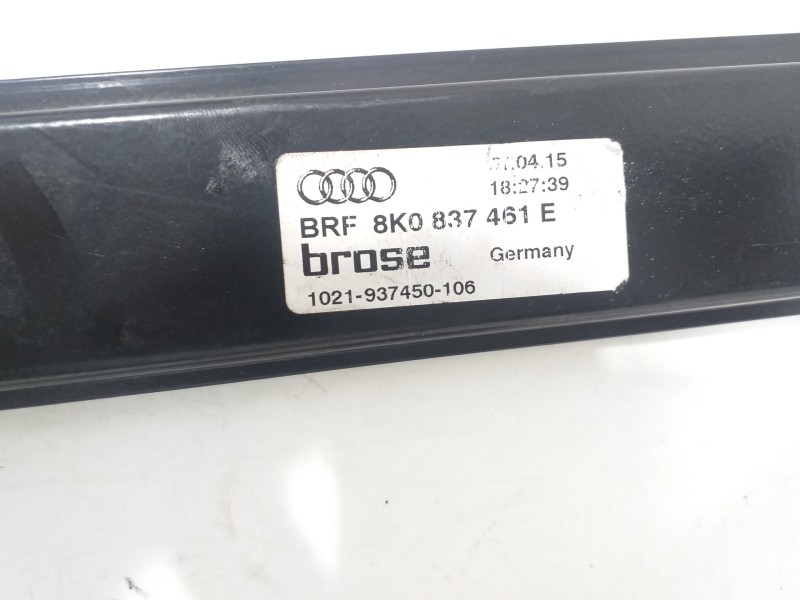 .04.15
18:27:39
BRF 8K0 837 461 E
brose Germany
1021-937450-106